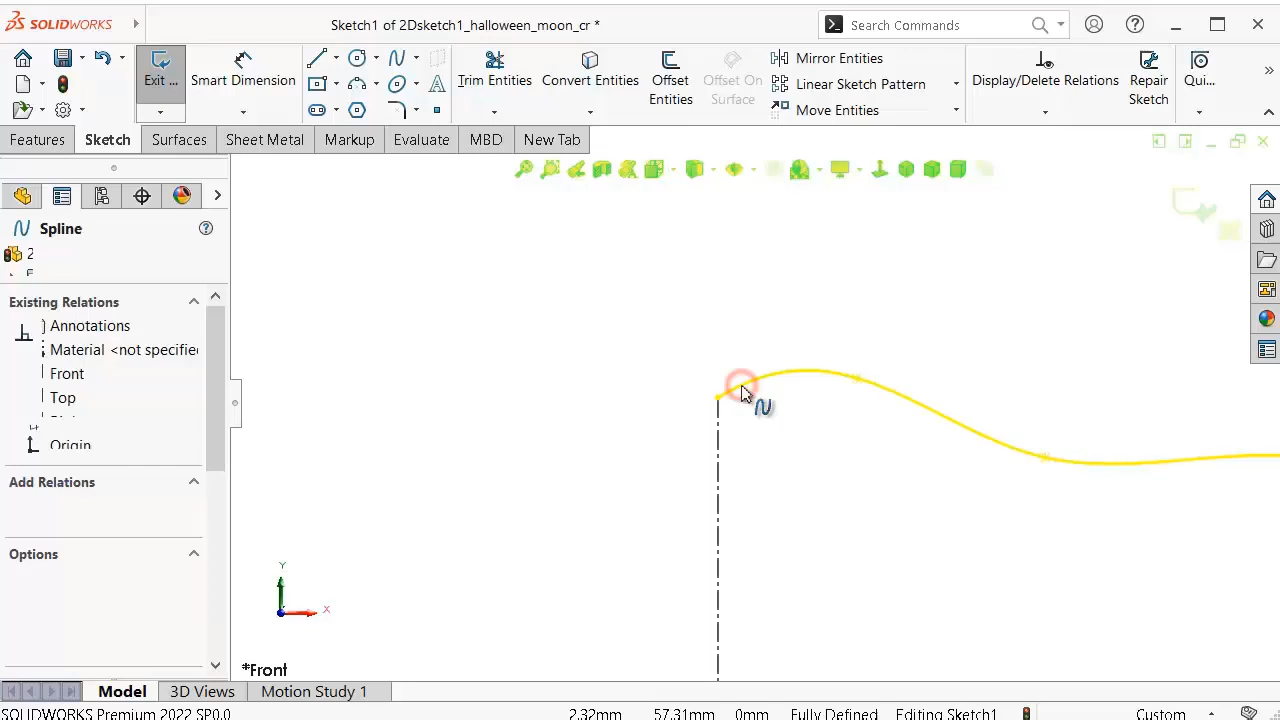 SOLIDWORKS
Sketch1 of 2Dsketch1_halloween_moon_cr *
Search Commands
Exit ...
Smart Dimension
Trim Entities
Convert Entities
Offset Entities
Offset On Surface
Mirror Entities
Linear Sketch Pattern
Move Entities
Display/Delete Relations
Repair Sketch
Qui...
Features
Sketch
Surfaces
Sheet Metal
Markup
Evaluate
MBD
New Tab
Spline
2
Existing Relations
Annotations
Material <not specifie
Front
Top
Origin
Add Relations
Options
Y
X
*Front
Model
3D Views
Motion Study 1
SOLIDWORKS Premium 2022 SP0.0
2.32mm
57.31mm
0mm
Fully Defined
Editing Sketch1
Custom